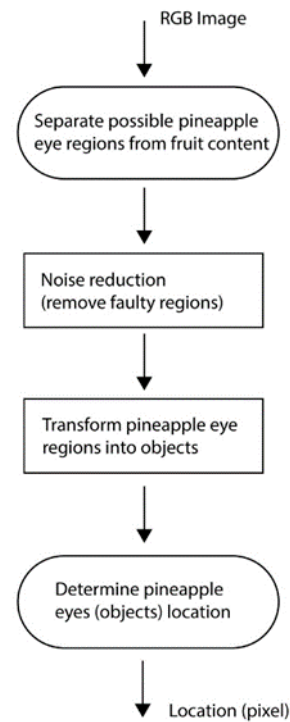 RGB Image
Separate possible pineapple
eye regions from fruit content
Noise reduction
(remove faulty regions)
Transform pineapple eye
regions into objects
Determine pineapple
eyes (objects) location
Location (pixel)